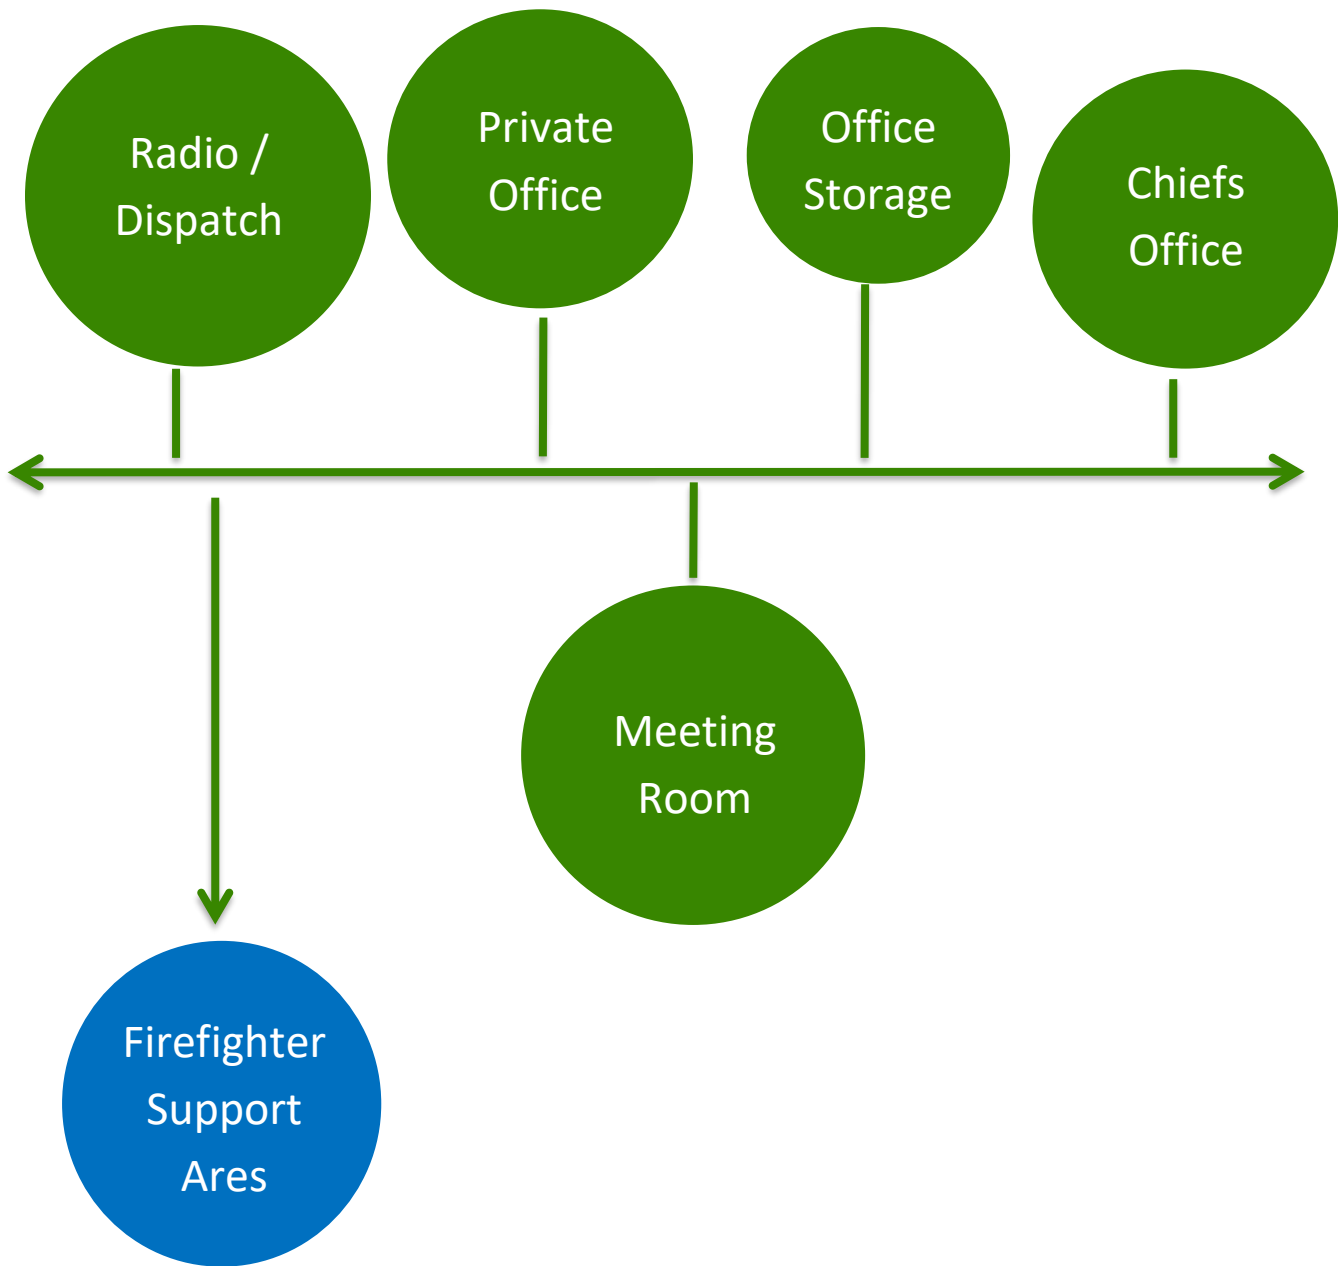 Radio /
Dispatch
Private
Office
Office
Storage
Chiefs
Office
Meeting
Room
Firefighter
Support
Ares